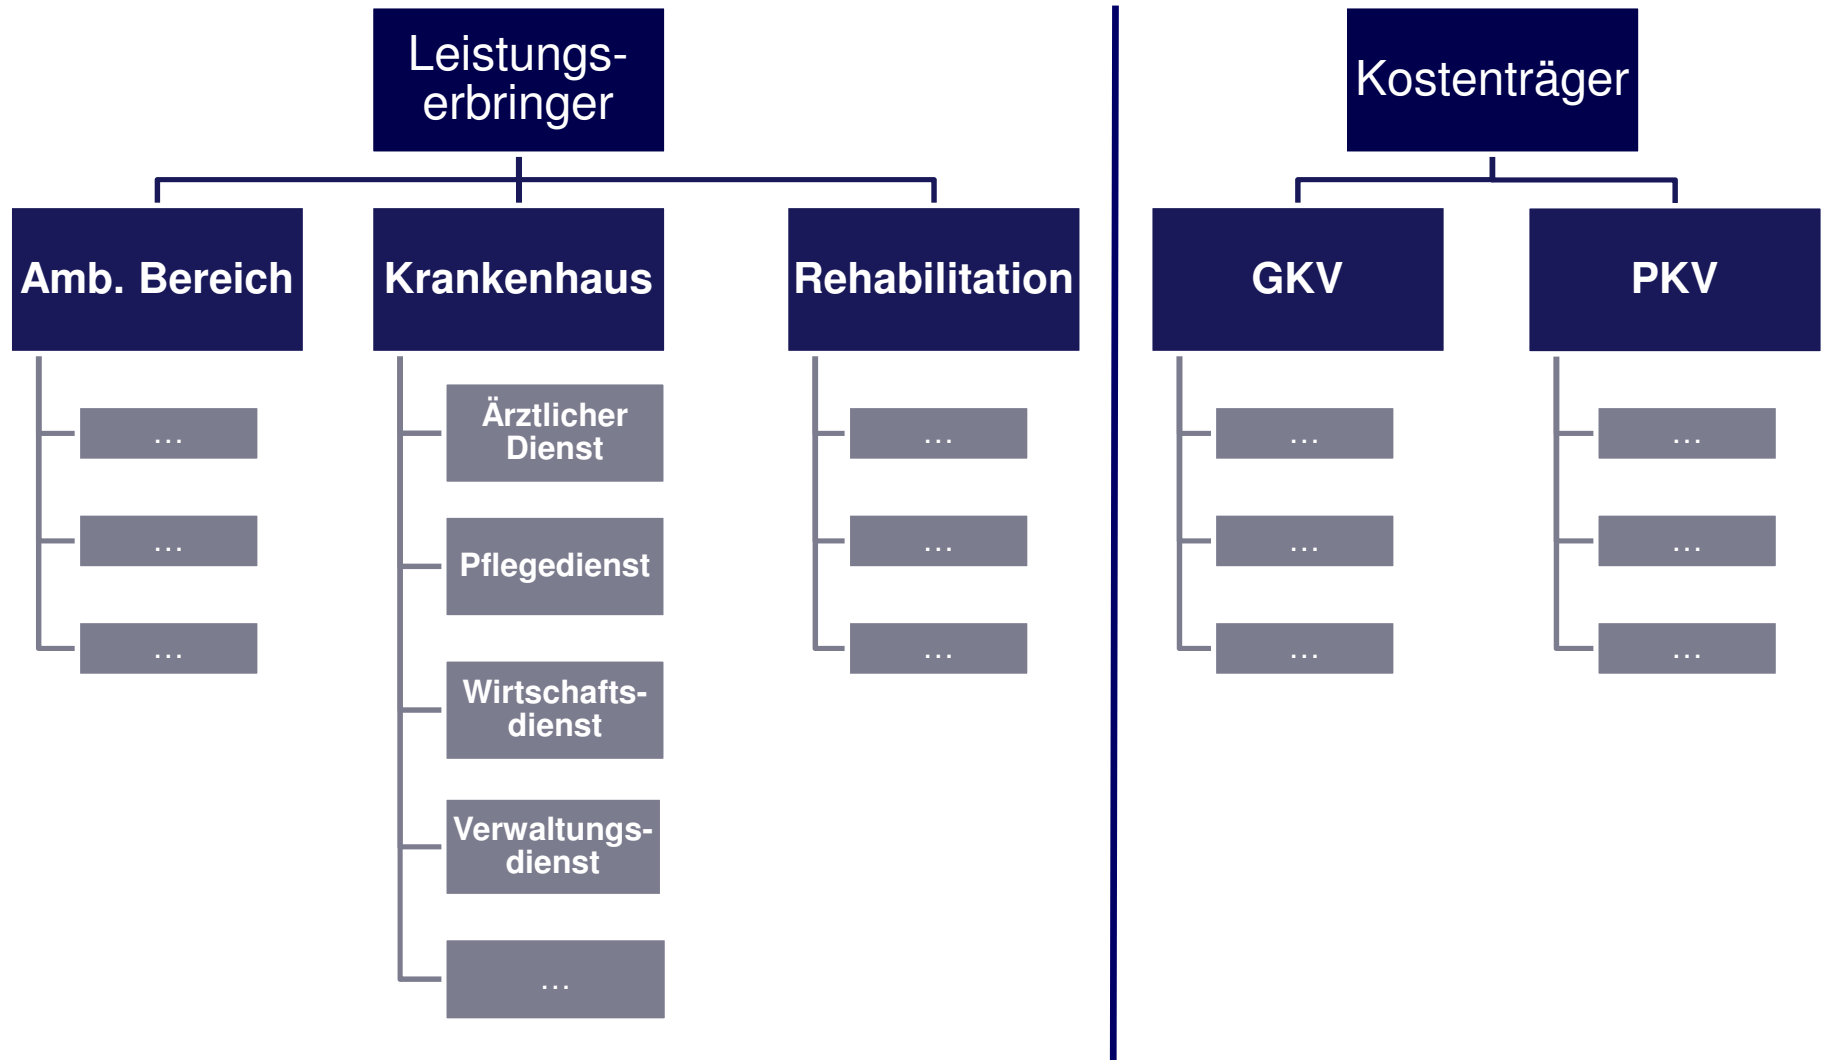 Leistungs-
erbringer
Kostenträger
Amb. Bereich
Krankenhaus
Rehabilitation
GKV
PKV
...
...
...
Ärztlicher
Dienst
Pflegedienst
Wirtschafts-
dienst
Verwaltungs-
dienst
...
...
...
...
...
...
...
...
...
...